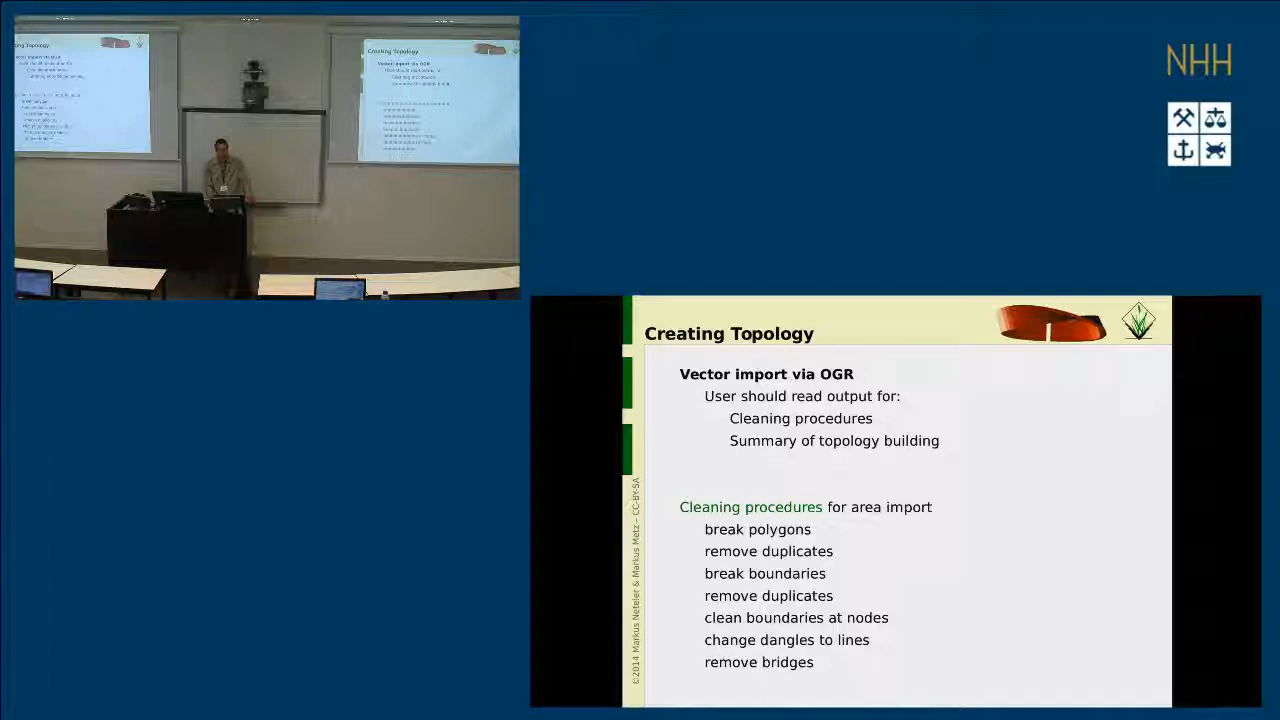 NHH
Creating Topology
Vector import via OGR
User should read output for:
Cleaning procedures
Summary of topology building
Cleaning procedures for area import
break polygons
remove duplicates
break boundaries
remove duplicates
clean boundaries at nodes
change dangles to lines
remove bridges
©2014 Markus Neteler & Markus Metz – CC-BY-SA
ing Topology
Creating Topology
Vector import via OGR